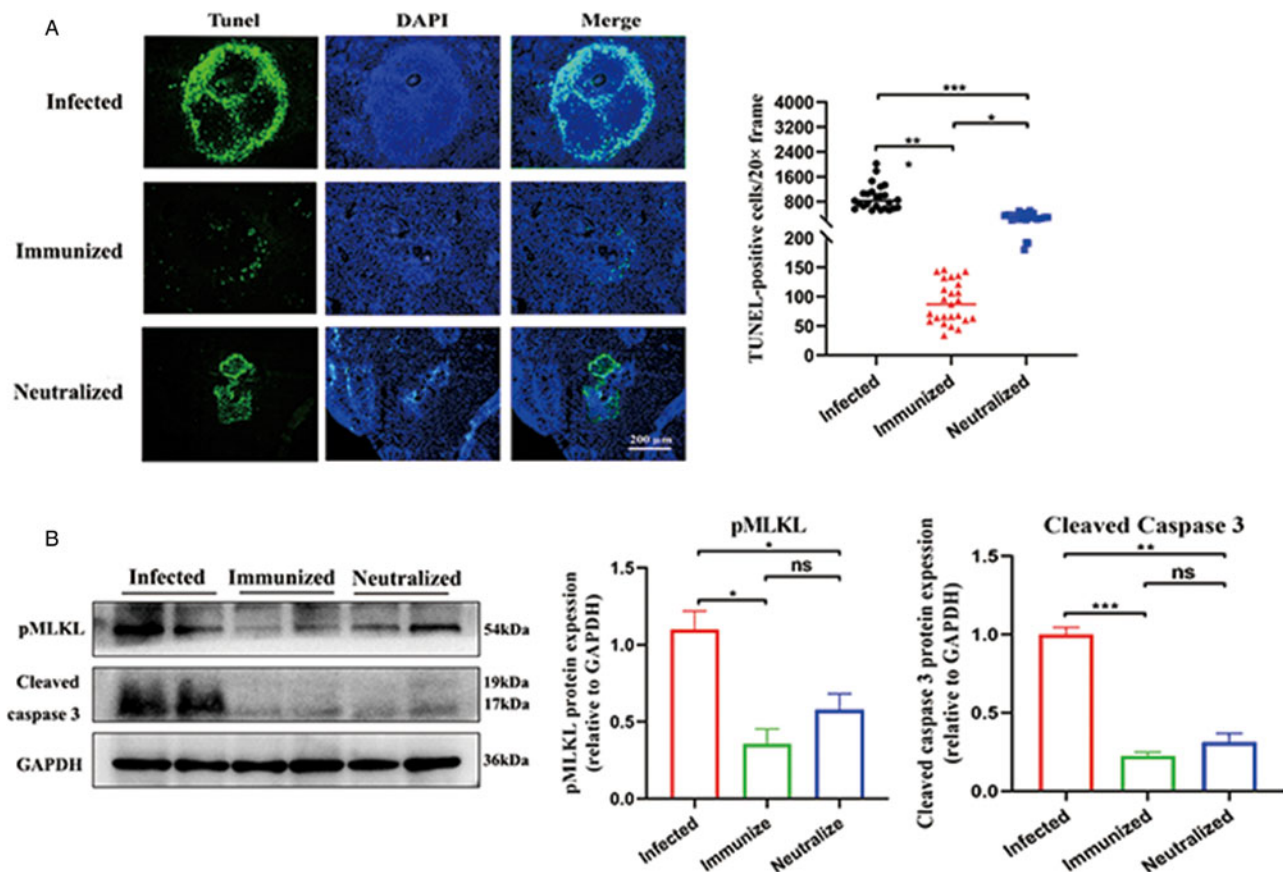 A
Tunel
DAPI
Merge
Infected
Immunized
Neutralized
200 μm
TUNEL-positive cells/20× frame
4000
3200
2400
1600
800
200
150
100
50
0
***
*
**
*
Infected
Immunized
Neutralized
B
Infected Immunized Neutralized
pMLKL
54kDa
Cleaved
caspase 3
19kDa
17kDa
GAPDH
36kDa
pMLKL
pMLKL protein expession
(relative to GAPDH)
1.5
1.0
0.5
0.0
*
ns
*
Infected
Immunize
Neutralize
Cleaved Caspase 3
Cleaved caspase 3 protein expession
(relative to GAPDH)
1.5
1.0
0.5
0.0
**
ns
***
Infected
Immunized
Neutralized